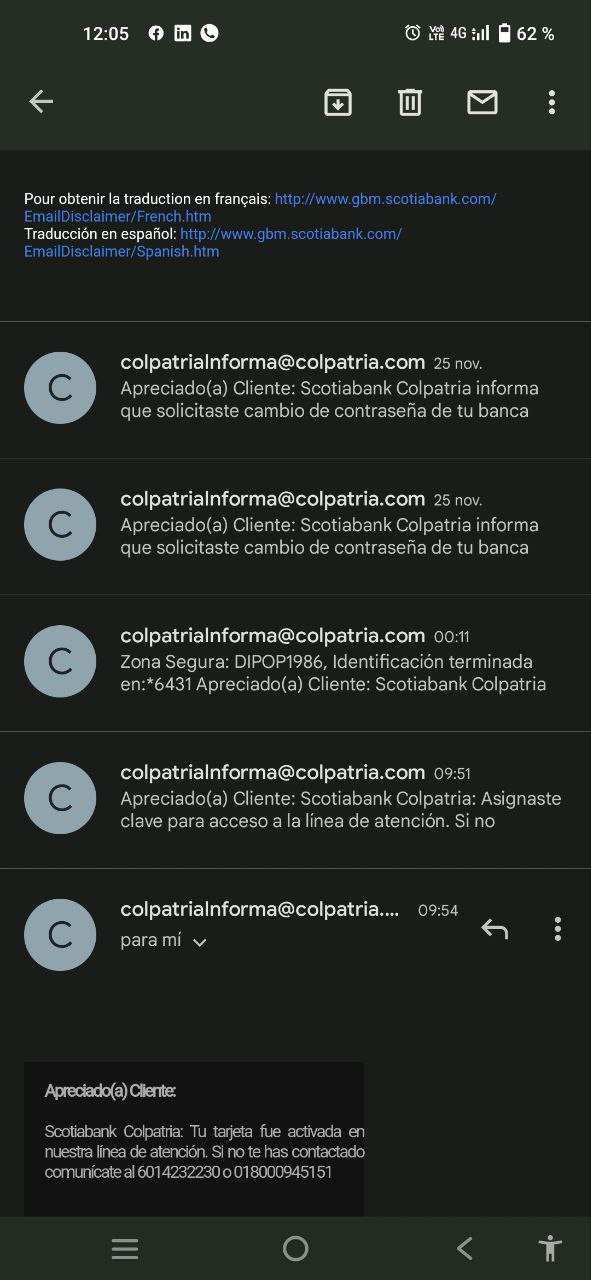 12:05
VoI) LTE 4G 62 %
Pour obtenir la traduction en français: http://www.gbm.scotiabank.com/
EmailDisclaimer/French.htm
Traducción en español: http://www.gbm.scotiabank.com/
EmailDisclaimer/Spanish.htm
C
colpatriaInforma@colpatria.com 25 nov.
Apreciado(a) Cliente: Scotiabank Colpatria informa
que solicitaste cambio de contraseña de tu banca
C
colpatriaInforma@colpatria.com 25 nov.
Apreciado(a) Cliente: Scotiabank Colpatria informa
que solicitaste cambio de contraseña de tu banca
C
colpatriaInforma@colpatria.com 00:11
Zona Segura: DIPOP1986, Identificación terminada
en:*6431 Apreciado(a) Cliente: Scotiabank Colpatria
C
colpatriaInforma@colpatria.com 09:51
Apreciado(a) Cliente: Scotiabank Colpatria: Asignaste
clave para acceso a la línea de atención. Si no
C
colpatriaInforma@colpatria.... 09:54
para mí
Apreciado(a) Cliente:
Scotiabank Colpatria: Tu tarjeta fue activada en
nuestra línea de atención. Si no te has contactado
comunícate al 6014232230 o 018000945151